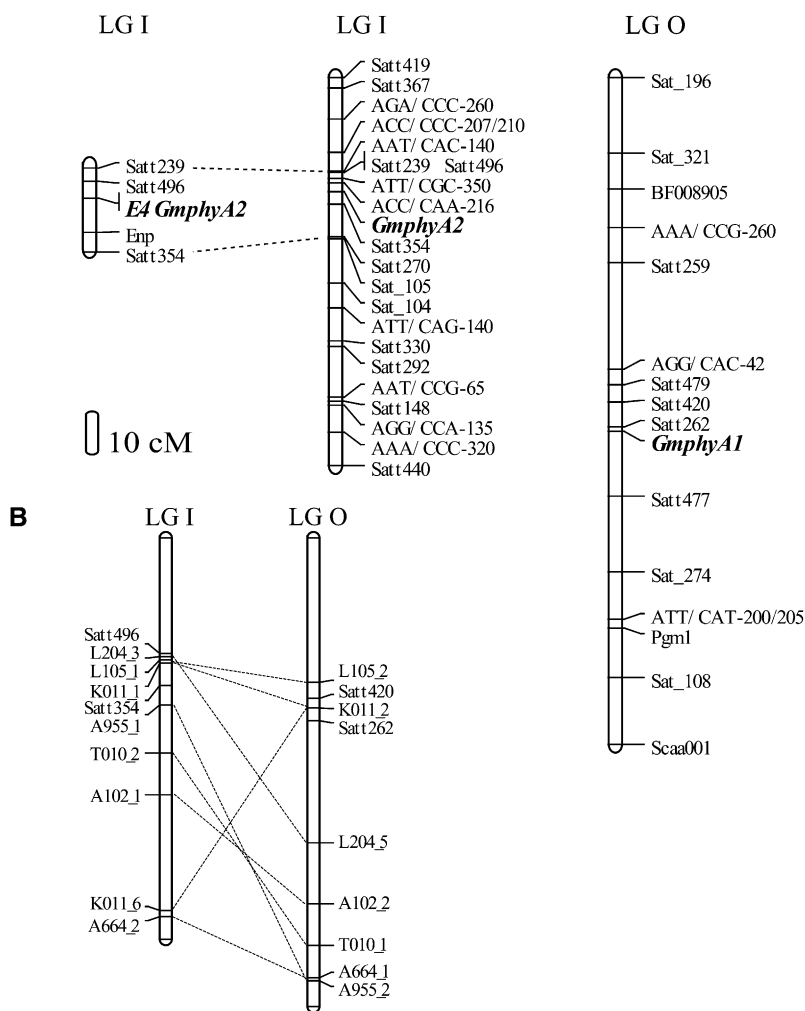 LG I
Satt239
Satt496
E4 GmphyA2
Enp
Satt354
10 cM
LG I
Satt419
Satt367
AGA/ CCC-260
ACC/ CCC-207/210
AAT/ CAC-140
Satt239 Satt496
ATT/ CGC-350
ACC/ CAA-216
GmphyA2
Satt354
Satt270
Sat_105
Sat_104
ATT/ CAG-140
Satt330
Satt292
AAT/ CCG-65
Satt148
AGG/ CCA-135
AAA/ CCC-320
Satt440
LG O
Sat_196
Sat_321
BF008905
AAA/ CCG-260
Satt259
AGG/ CAC-42
Satt479
Satt420
Satt262
GmphyA1
Satt477
Sat_274
ATT/ CAT-200/205
Pgm1
Sat_108
Scaa001
B
LG I
Satt496
L204_3
L105_1
K011_1
Satt354
A955_1
T010_2
A102_1
K011_6
A664_2
LG O
L105_2
Satt420
K011_2
Satt262
L204_5
A102_2
T010_1
A664_1
A955_2